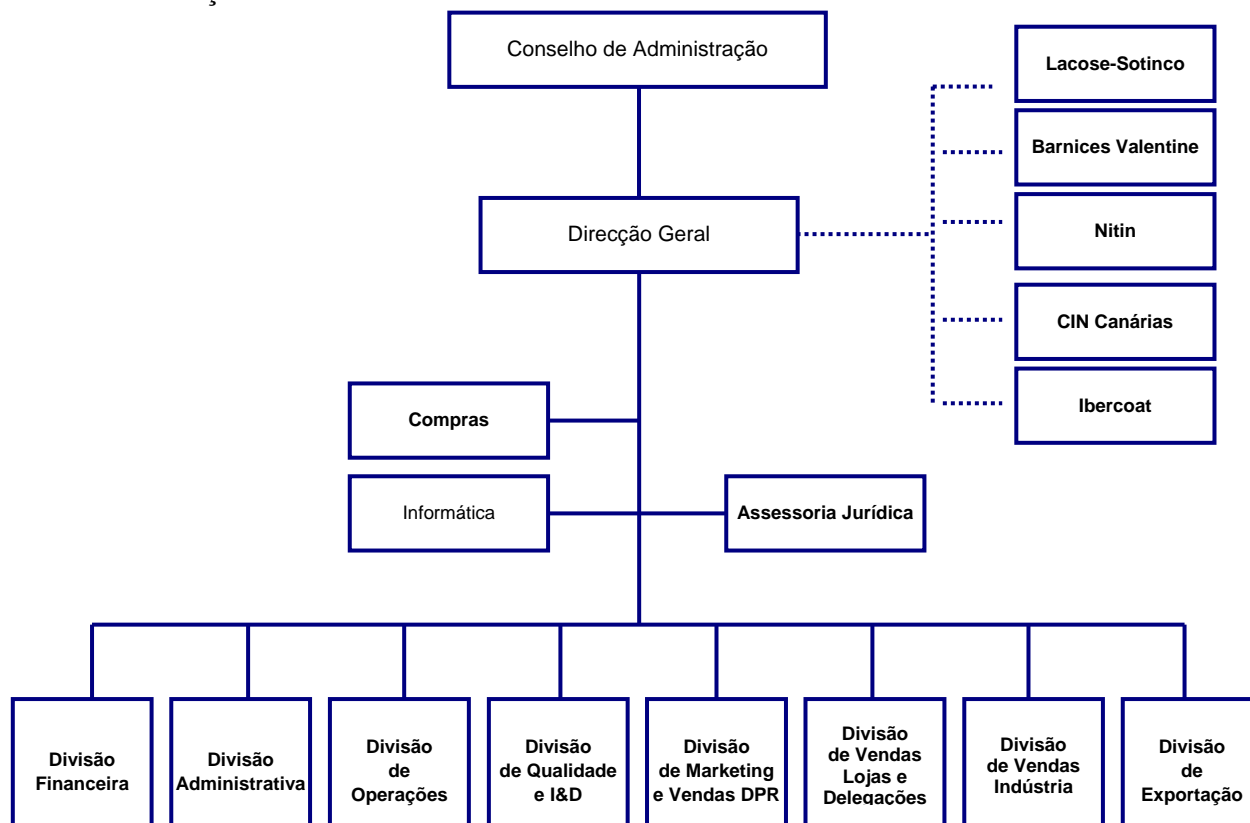 Conselho de Administração
Lacose-Sotinco
Barnices Valentine
Direcção Geral
Nitin
CIN Canárias
Ibercoat
Compras
Informática
Assessoria Jurídica
Divisão
Financeira
Divisão
Administrativa
Divisão
de
Operações
Divisão
de Qualidade
e I&D
Divisão
de Marketing
e Vendas DPR
Divisão
de Vendas
Lojas e
Delegações
Divisão
de Vendas
Indústria
Divisão
de
Exportação